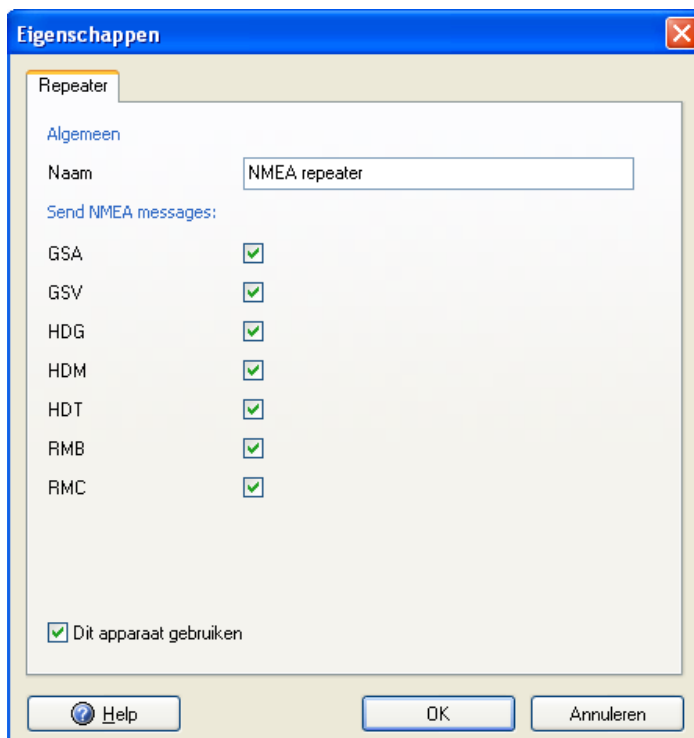 Eigenschappen
Repeater
Algemeen
Naam NMEA repeater
Send NMEA messages:
GSA
GSV
HDG
HDM
HDT
RMB
RMC
Dit apparaat gebruiken
Help OK Annuleren